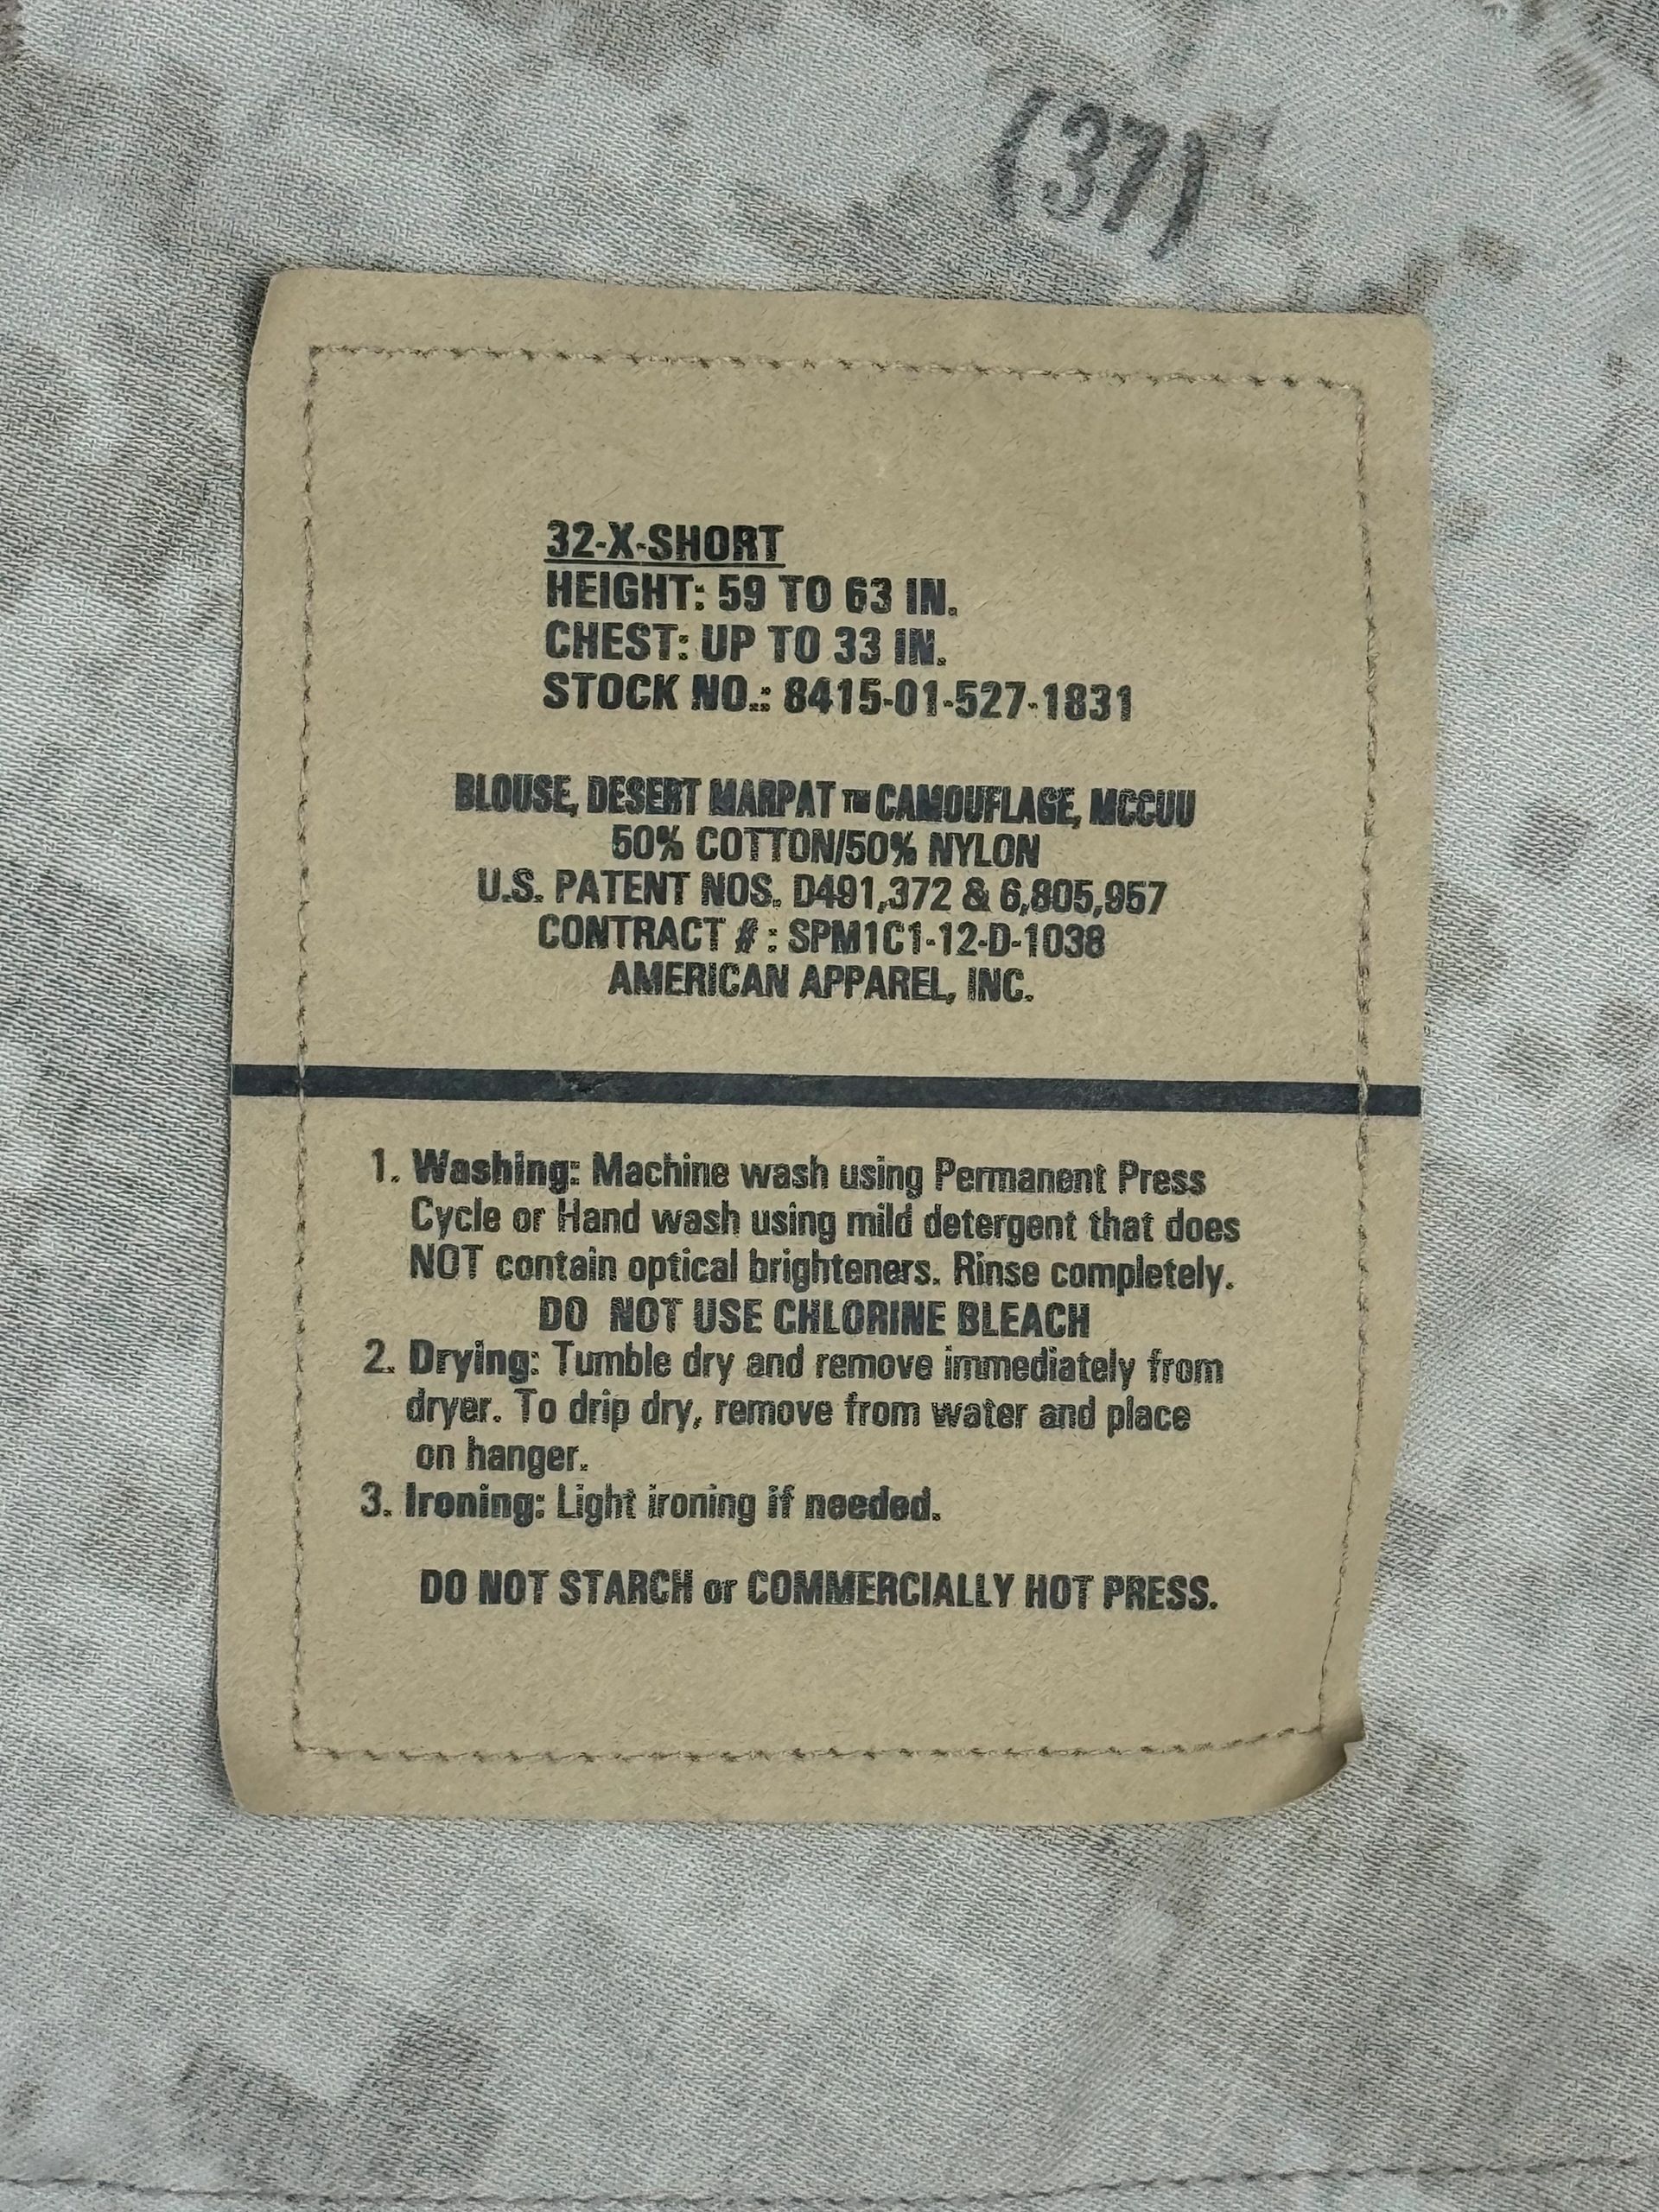 (37)
32-X-SHORT
HEIGHT: 59 TO 63 IN.
CHEST: UP TO 33 IN.
STOCK NO.: 8415-01-527-1831
BLOUSE, DESERT MARPAT ™ CAMOUFLAGE, MCCUU
50% COTTON/50% NYLON
U.S. PATENT NOS. D491,372 & 6,805,957
CONTRACT # : SPM1C1-12-D-1038
AMERICAN APPAREL, INC.
1. Washing: Machine wash using Permanent Press
Cycle or Hand wash using mild detergent that does
NOT contain optical brighteners. Rinse completely.
DO NOT USE CHLORINE BLEACH
2. Drying: Tumble dry and remove immediately from
dryer. To drip dry, remove from water and place
on hanger.
3. Ironing: Light ironing if needed.
DO NOT STARCH or COMMERCIALLY HOT PRESS.